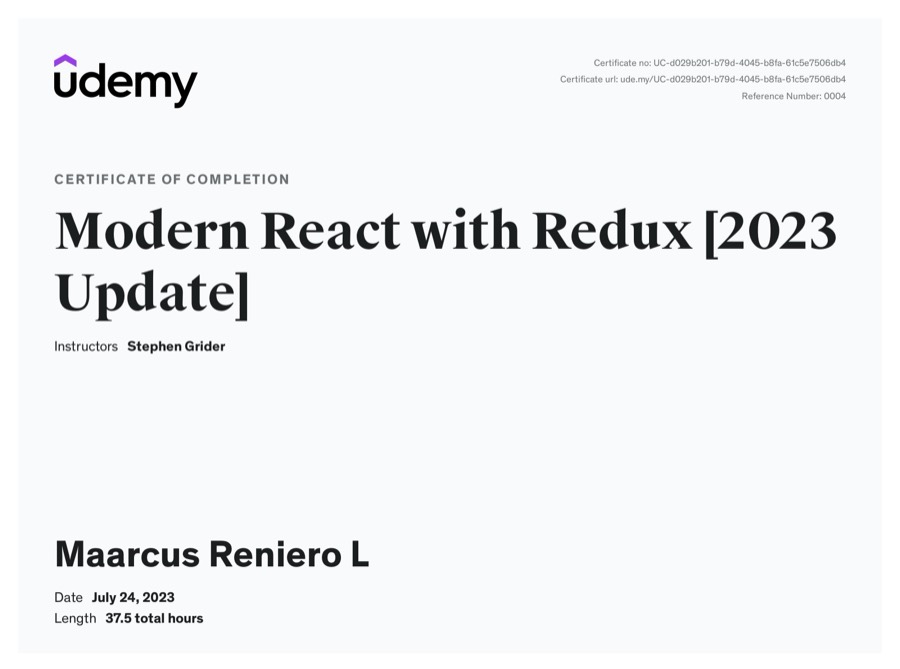 udemy
Certificate no: UC-d029b201-b79d-4045-b8fa-61c5e7506db4
Certificate url: ude.my/UC-d029b201-b79d-4045-b8fa-61c5e7506db4
Reference Number: 0004
CERTIFICATE OF COMPLETION
Modern React with Redux [2023
Update]
Instructors Stephen Grider
Maarcus Reniero L
Date July 24, 2023
Length 37.5 total hours